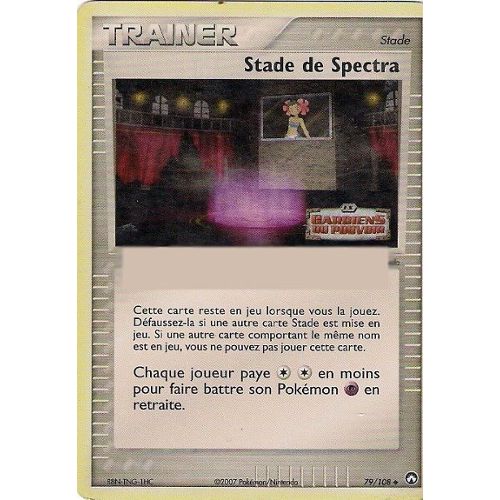 TRAINER
Stade
Stade de Spectra
EX
GARDIENS
DU POUVOIR
Cette carte reste en jeu lorsque vous la jouez.
Défaussez-la si une autre carte Stade est mise en
jeu. Si une autre carte comportant le même nom
est en jeu, vous ne pouvez pas jouer cette carte.
Chaque joueur paye en moins
pour faire battre son Pokémon en
retraite.
©2007 Pokémon/Nintendo
79/108